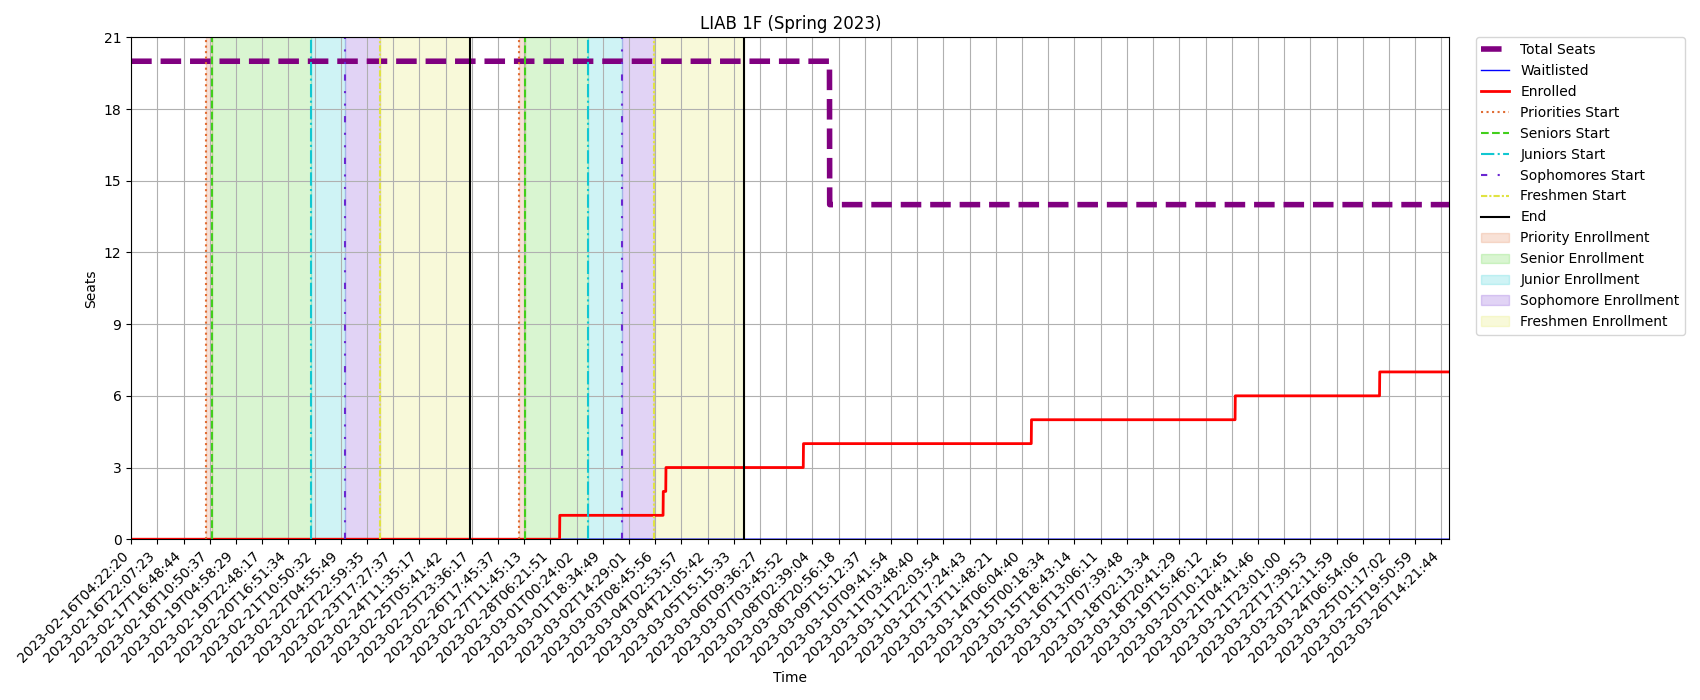 LIAB 1F (Spring 2023)
21
18
15
12
9
6
3
0
Seats
2023-02-16T04:22:20
2023-02-16T22:07:23
2023-02-17T16:48:44
2023-02-18T10:50:37
2023-02-19T04:58:29
2023-02-19T22:48:17
2023-02-20T16:51:34
2023-02-21T10:50:32
2023-02-22T04:55:49
2023-02-22T22:59:35
2023-02-23T17:27:37
2023-02-24T11:35:17
2023-02-25T05:41:42
2023-02-25T23:36:17
2023-02-26T17:45:37
2023-02-27T11:45:13
2023-02-28T06:21:51
2023-03-01T00:24:02
2023-03-01T18:34:49
2023-03-02T14:29:01
2023-03-03T08:45:56
2023-03-04T02:53:57
2023-03-04T21:05:42
2023-03-05T15:15:33
2023-03-06T09:36:27
2023-03-07T03:45:52
2023-03-08T02:39:04
2023-03-08T20:56:18
2023-03-09T15:12:37
2023-03-10T09:41:54
2023-03-11T03:48:40
2023-03-11T22:03:54
2023-03-12T17:24:43
2023-03-13T11:48:21
2023-03-14T06:04:40
2023-03-15T00:18:34
2023-03-15T18:43:14
2023-03-16T13:06:11
2023-03-17T07:39:48
2023-03-18T02:13:34
2023-03-18T20:41:29
2023-03-19T15:46:12
2023-03-20T10:12:45
2023-03-21T04:41:46
2023-03-21T23:01:00
2023-03-22T17:39:53
2023-03-23T12:11:59
2023-03-24T06:54:06
2023-03-25T01:17:02
2023-03-25T19:50:59
2023-03-26T14:21:44
Time
Total Seats
Waitlisted
Enrolled
Priorities Start
Seniors Start
Juniors Start
Sophomores Start
Freshmen Start
End
Priority Enrollment
Senior Enrollment
Junior Enrollment
Sophomore Enrollment
Freshmen Enrollment